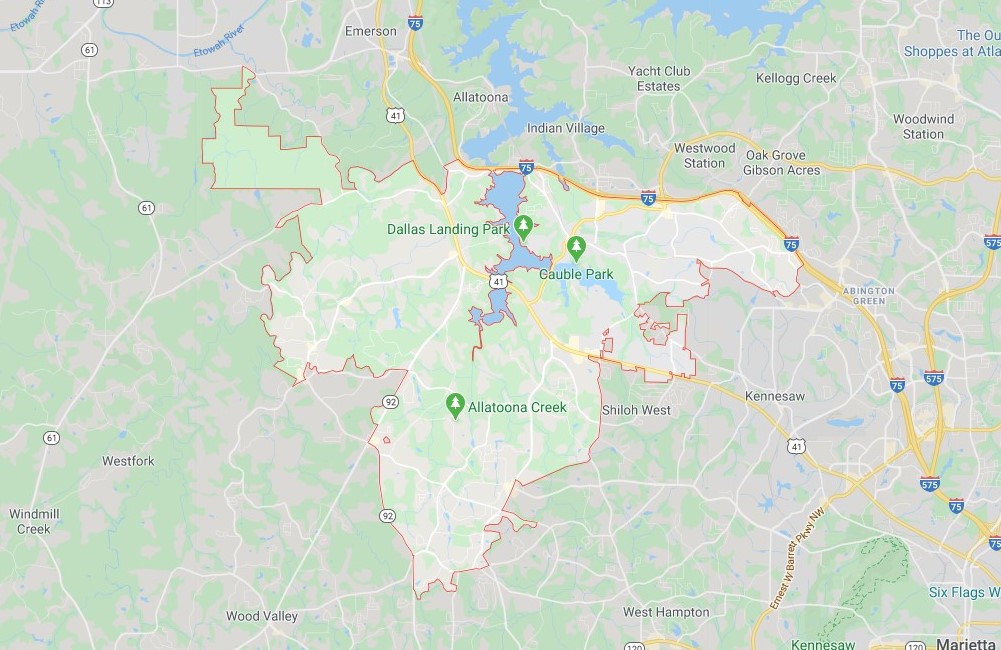 113
Etowah R
Etowah River
61
Emerson
75
The Ou
Shoppes at Atla
Yacht Club
Estates
Kellogg Creek
Allatoona
41
Indian Village
Woodwind
Station
Westwood
Station
Oak Grove
Gibson Acres
75
75
61
Dallas Landing Park
75
575
Cauble Park
41
ABINGTON
GREEN
575
75
92
Allatoona Creek
Shiloh West
Kennesaw
61
41
Westfork
575
75
Windmill
Creek
92
Ernest W Barrett Pkwy NW
75
Six Flags W
Wood Valley
West Hampton
120
Kennesaw
120
Marietta